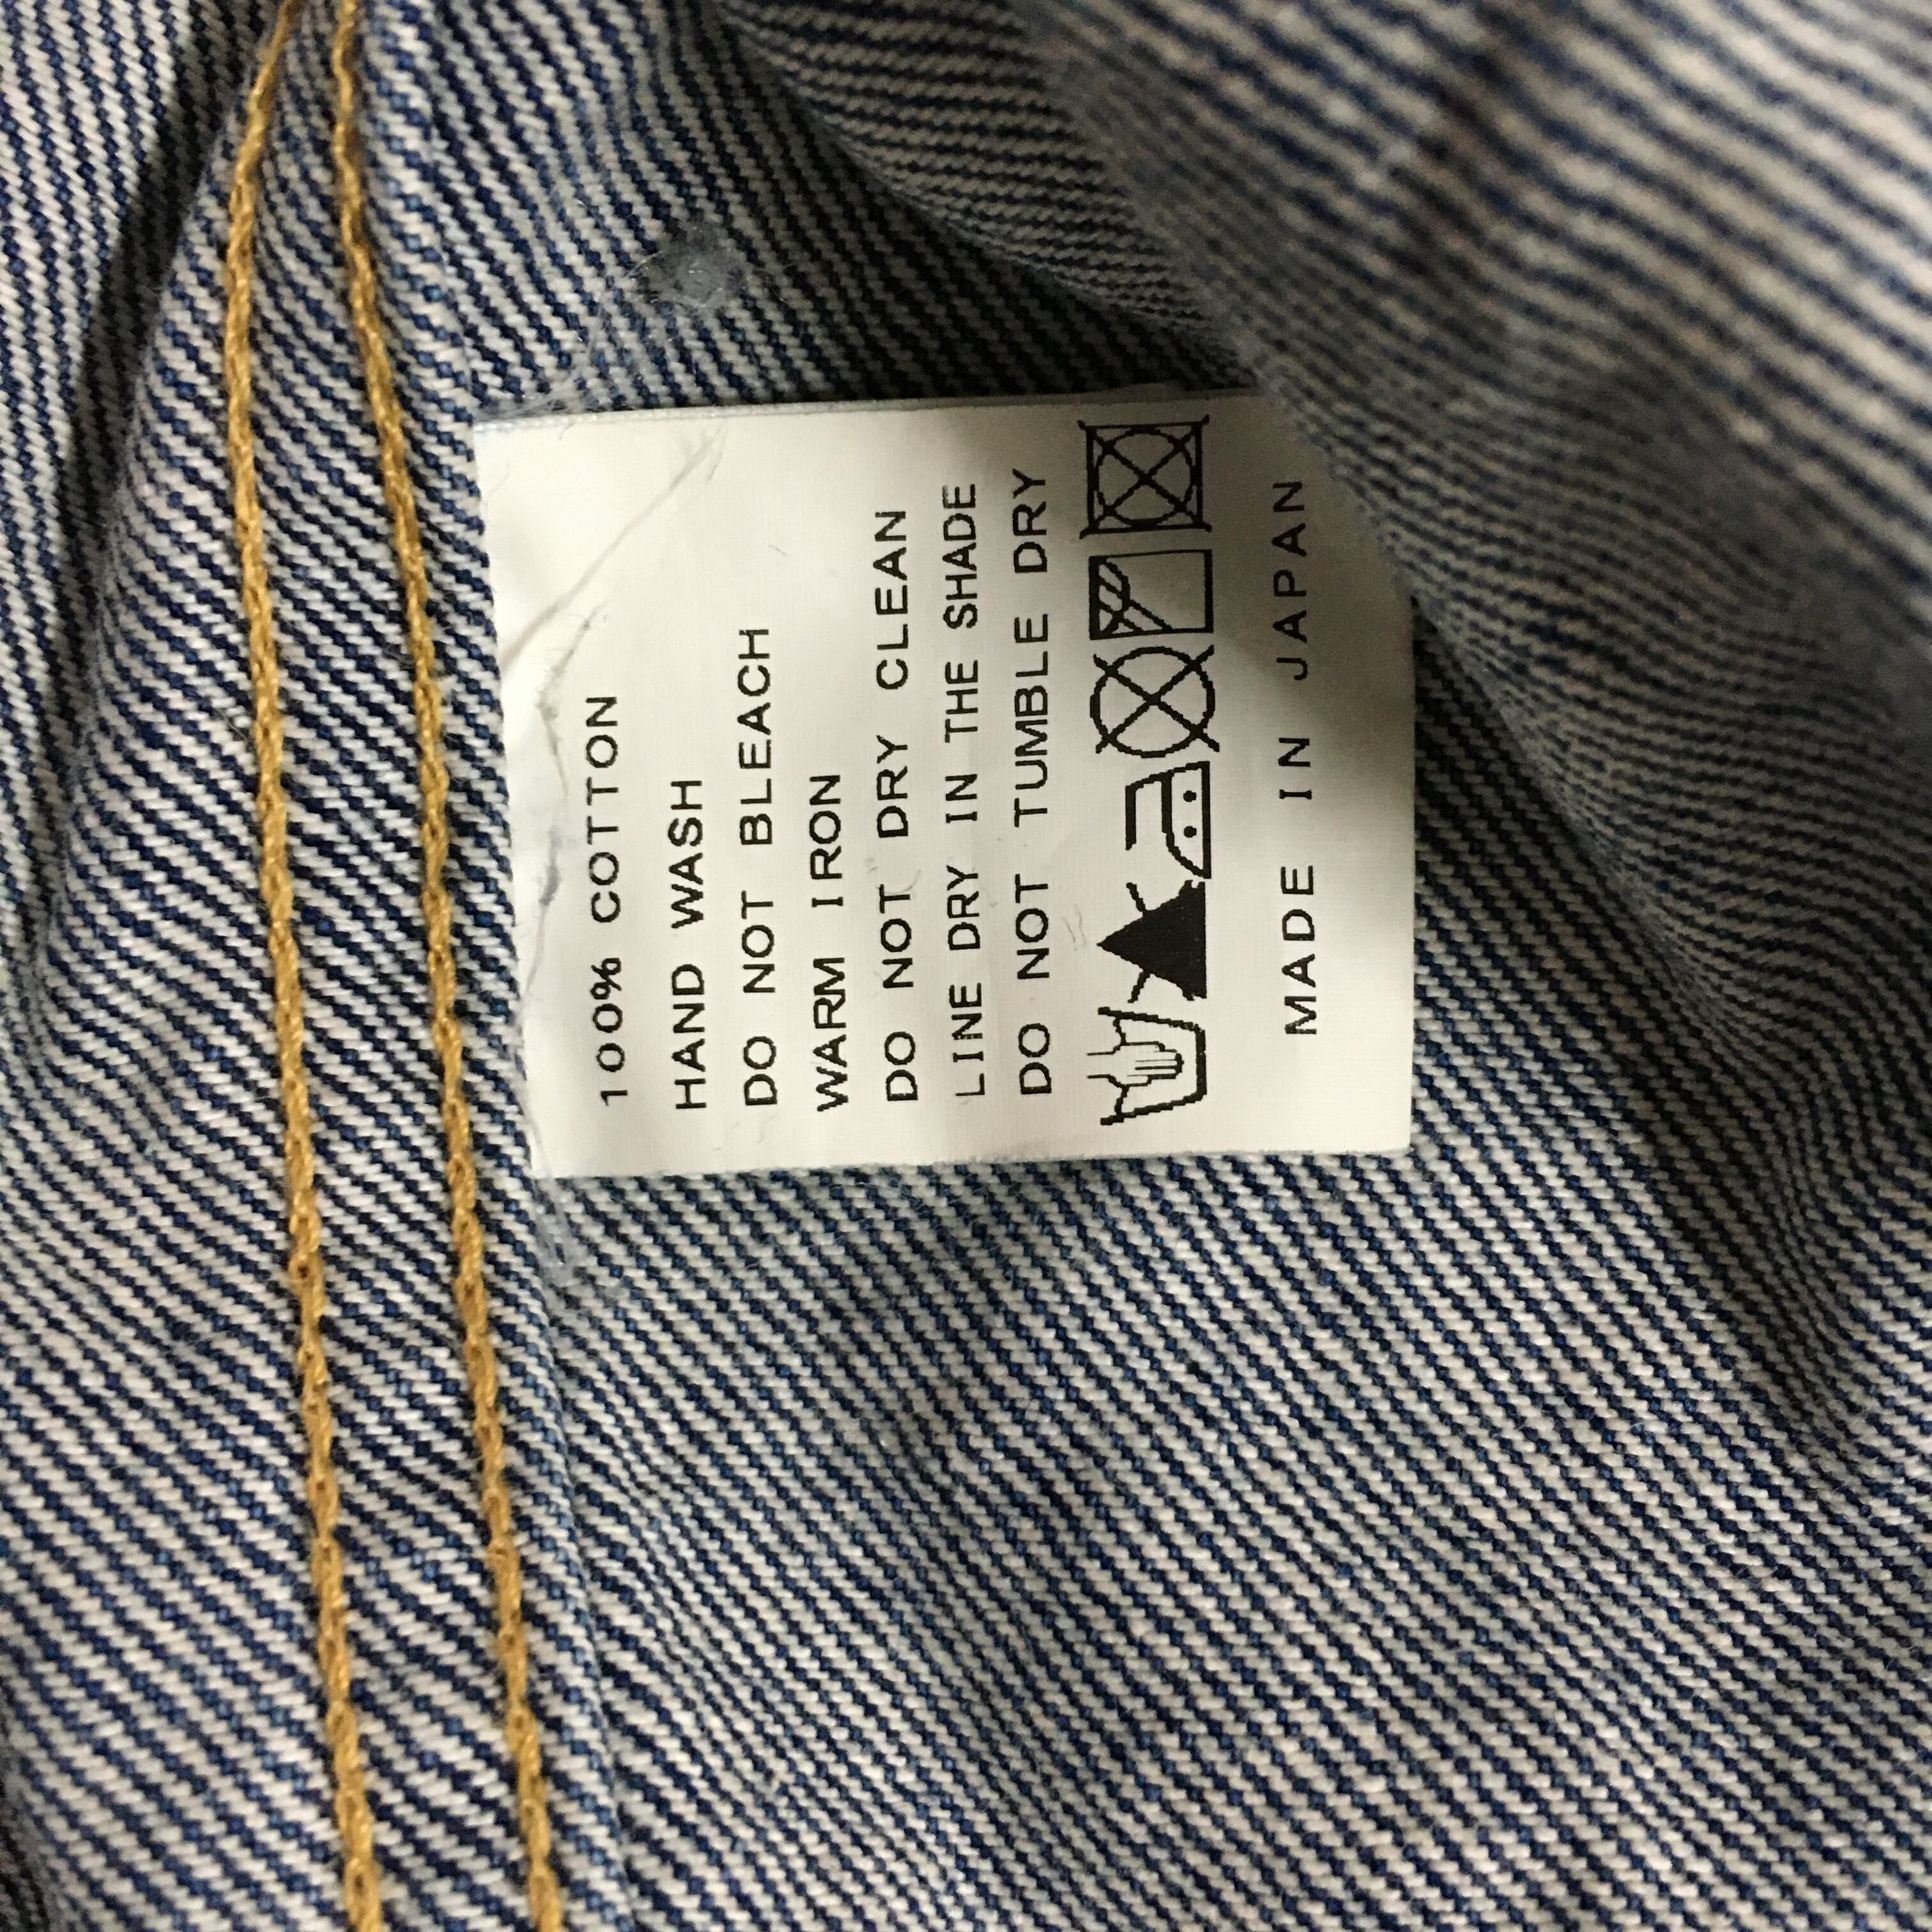 100% COTTON
HAND WASH
DO NOT BLEACH
WARM IRON
DO NOT DRY CLEAN
LINE DRY IN THE SHADE
DO NOT TUMBLE DRY
MADE IN JAPAN